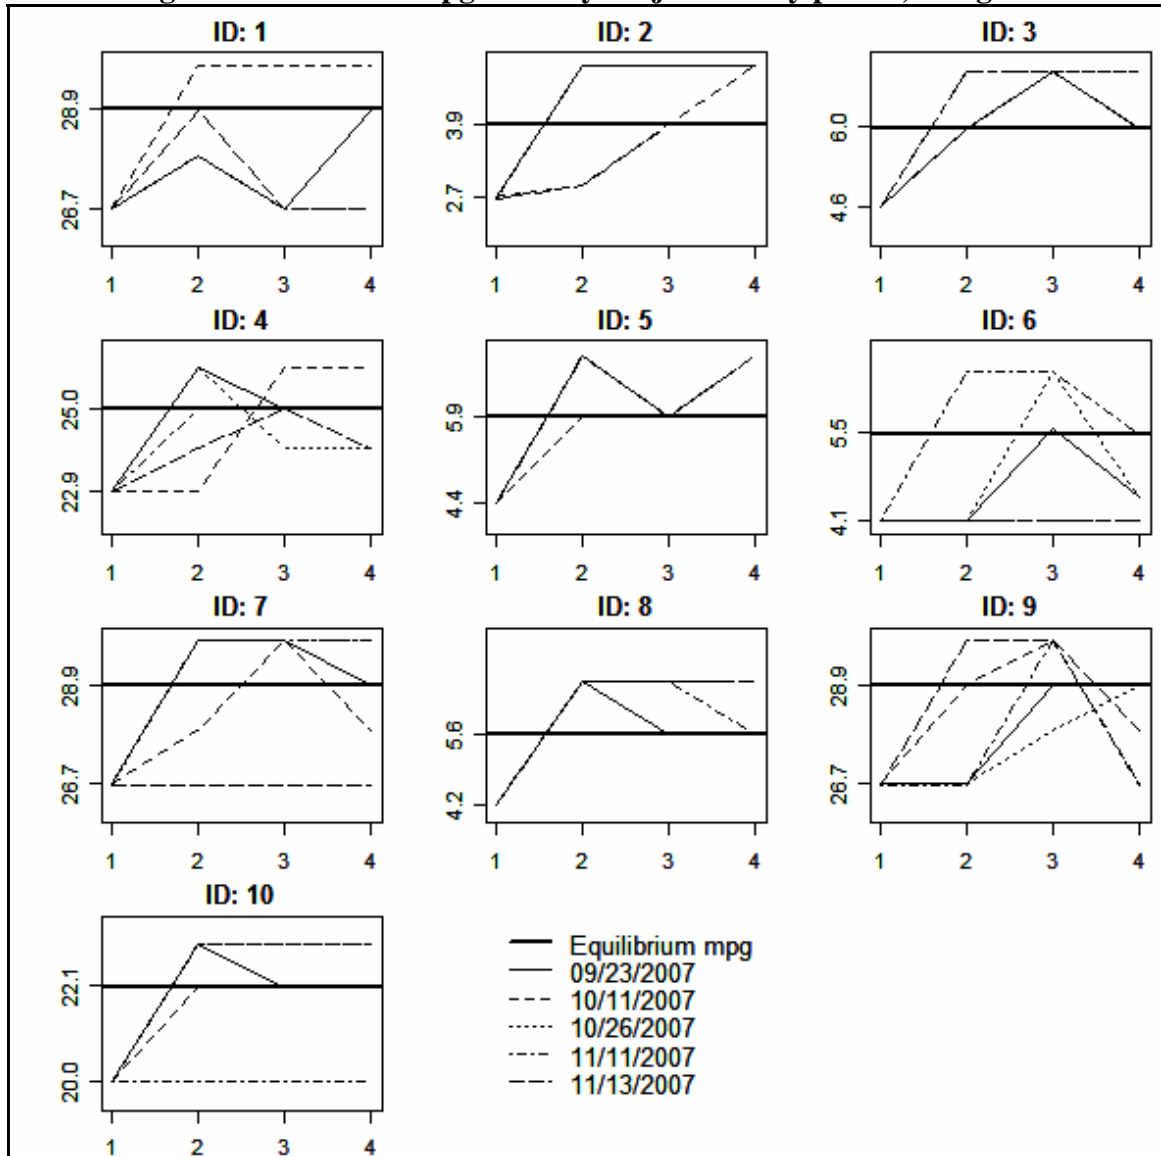 ID: 1
28.9
26.7
1 2 3 4
ID: 2
3.9
2.7
1 2 3 4
ID: 3
6.0
4.6
1 2 3 4
ID: 4
25.0
22.9
1 2 3 4
ID: 5
5.9
4.4
1 2 3 4
ID: 6
5.5
4.1
1 2 3 4
ID: 7
28.9
26.7
1 2 3 4
ID: 8
5.6
4.2
1 2 3 4
ID: 9
28.9
26.7
1 2 3 4
ID: 10
22.1
20.0
1 2 3 4
Equilibrium mpg
09/23/2007
10/11/2007
10/26/2007
11/11/2007
11/13/2007